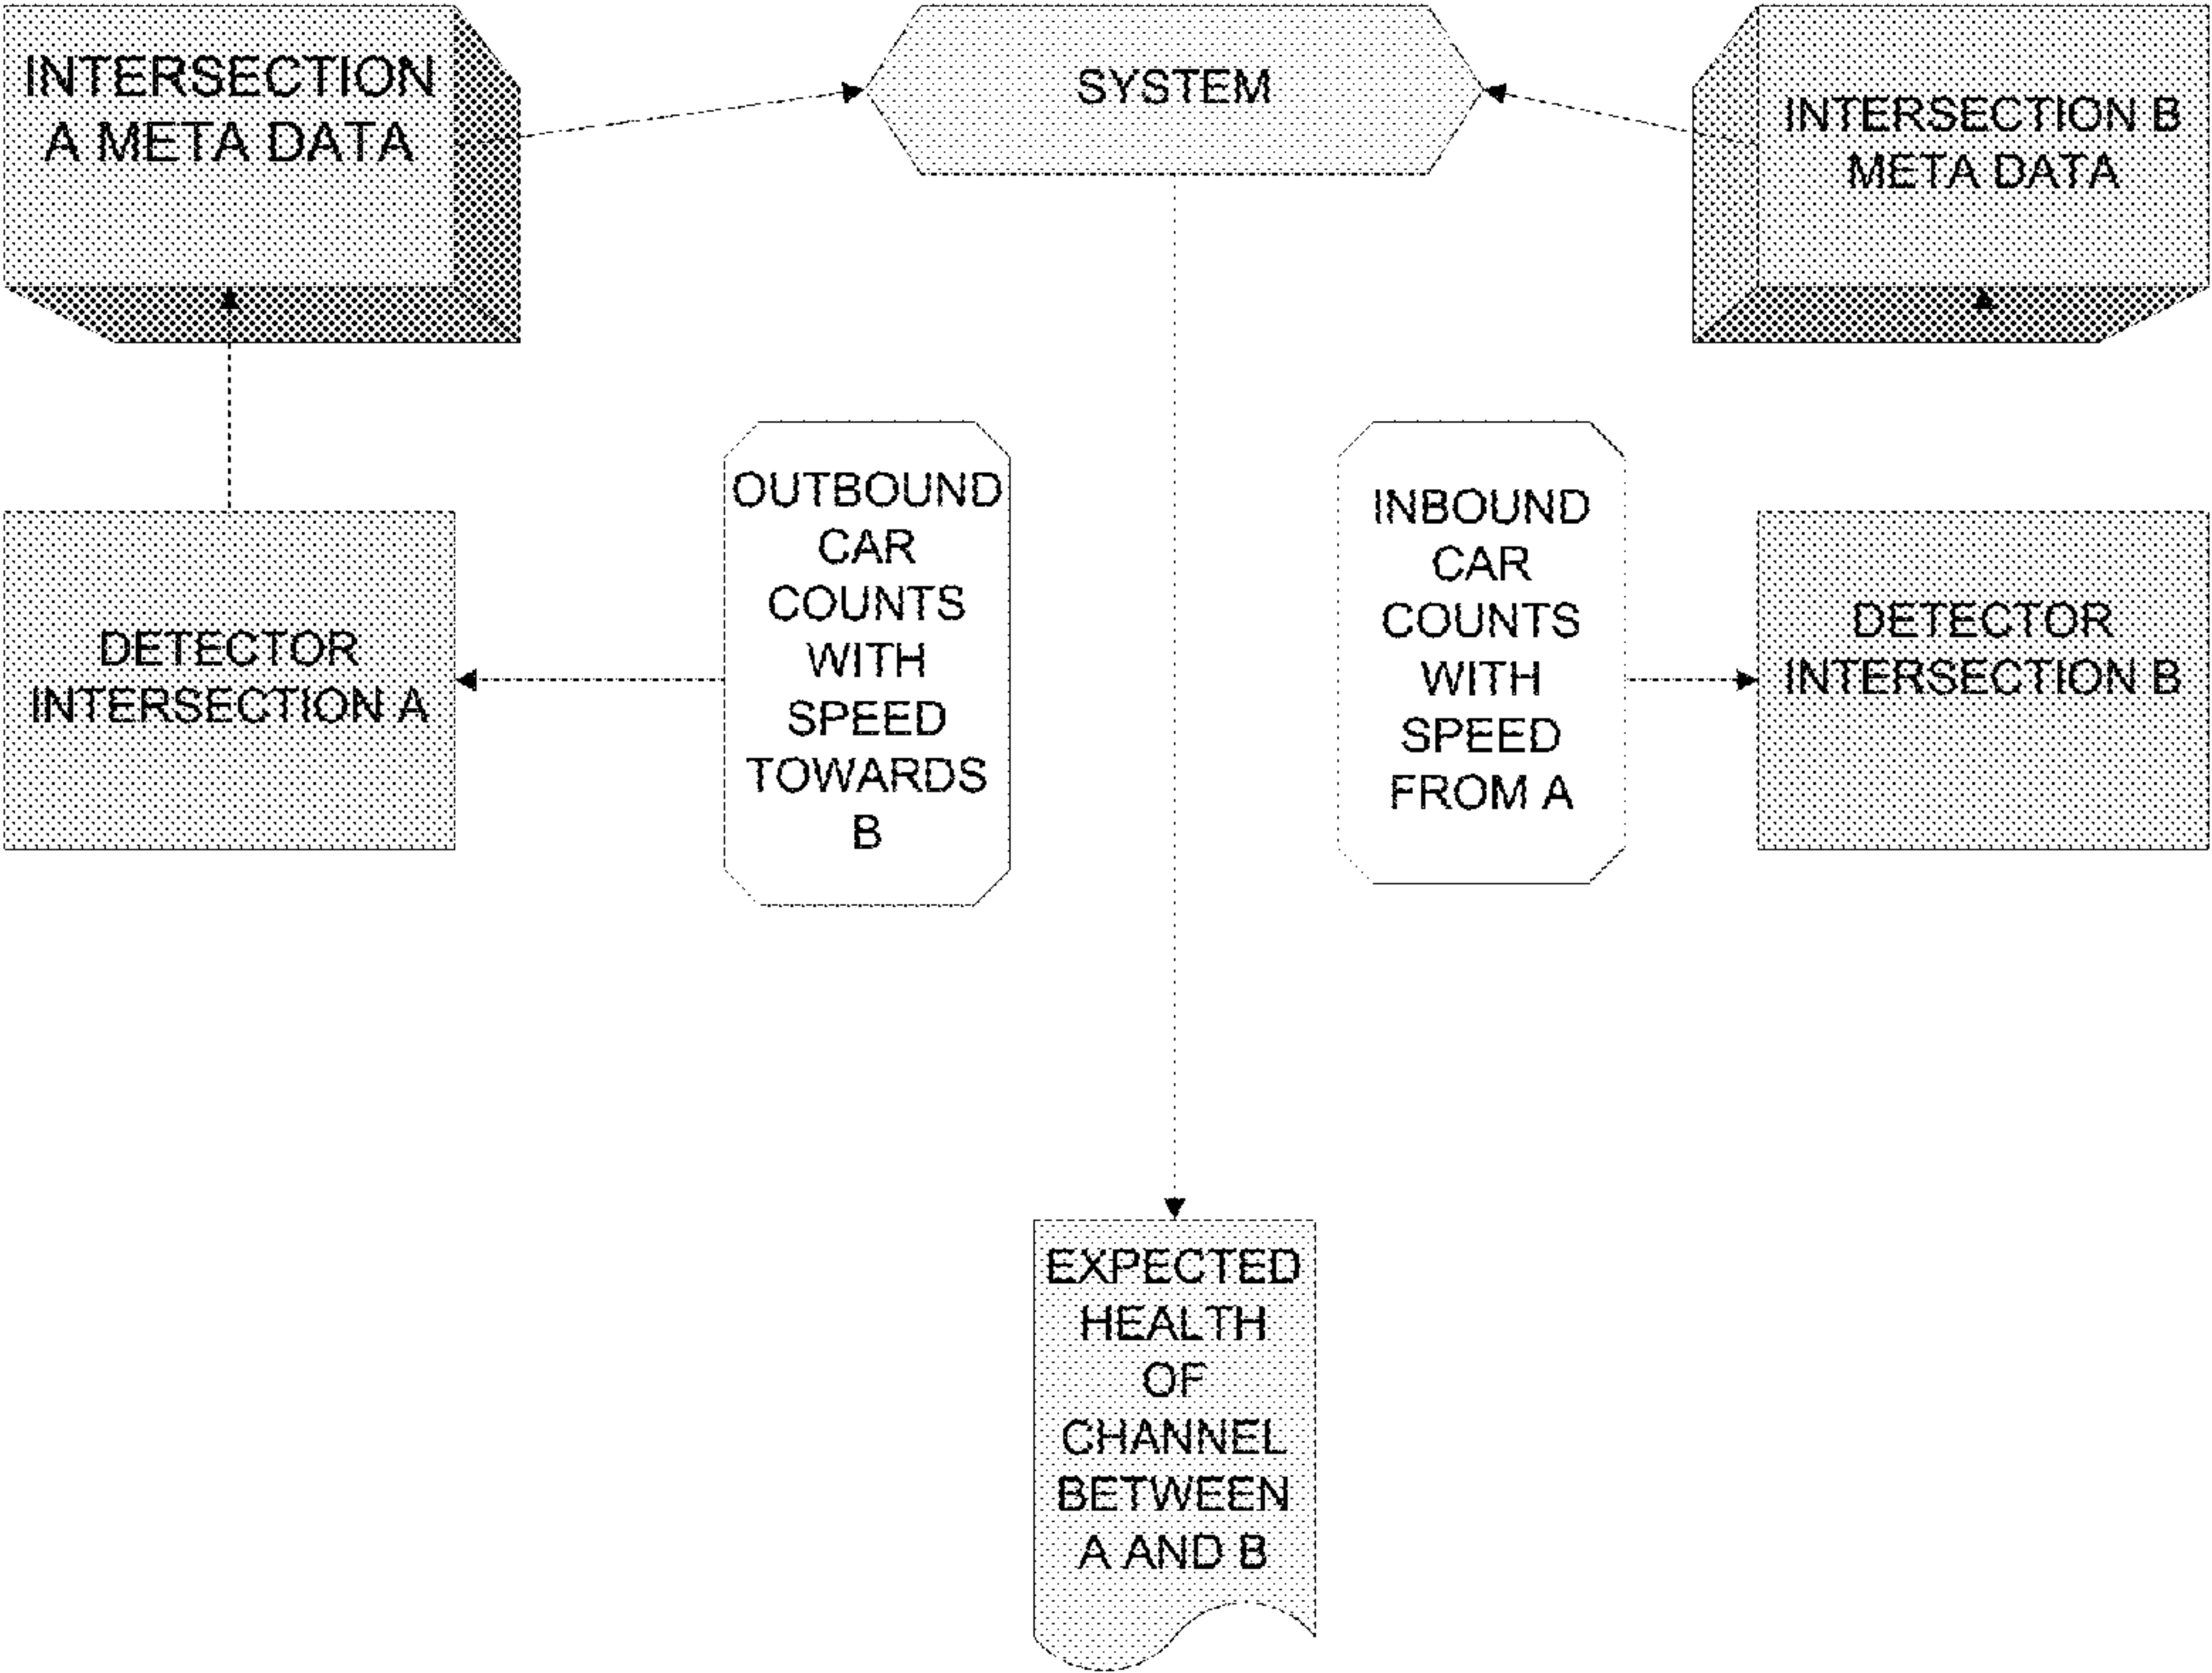 INTERSECTION
A META DATA
SYSTEM
INTERSECTION B
META DATA
OUTBOUND
CAR
COUNTS
WITH
SPEED
TOWARDS
B
INBOUND
CAR
COUNTS
WITH
SPEED
FROM A
DETECTOR
INTERSECTION A
DETECTOR
INTERSECTION B
EXPECTED
HEALTH
OF
CHANNEL
BETWEEN
A AND B